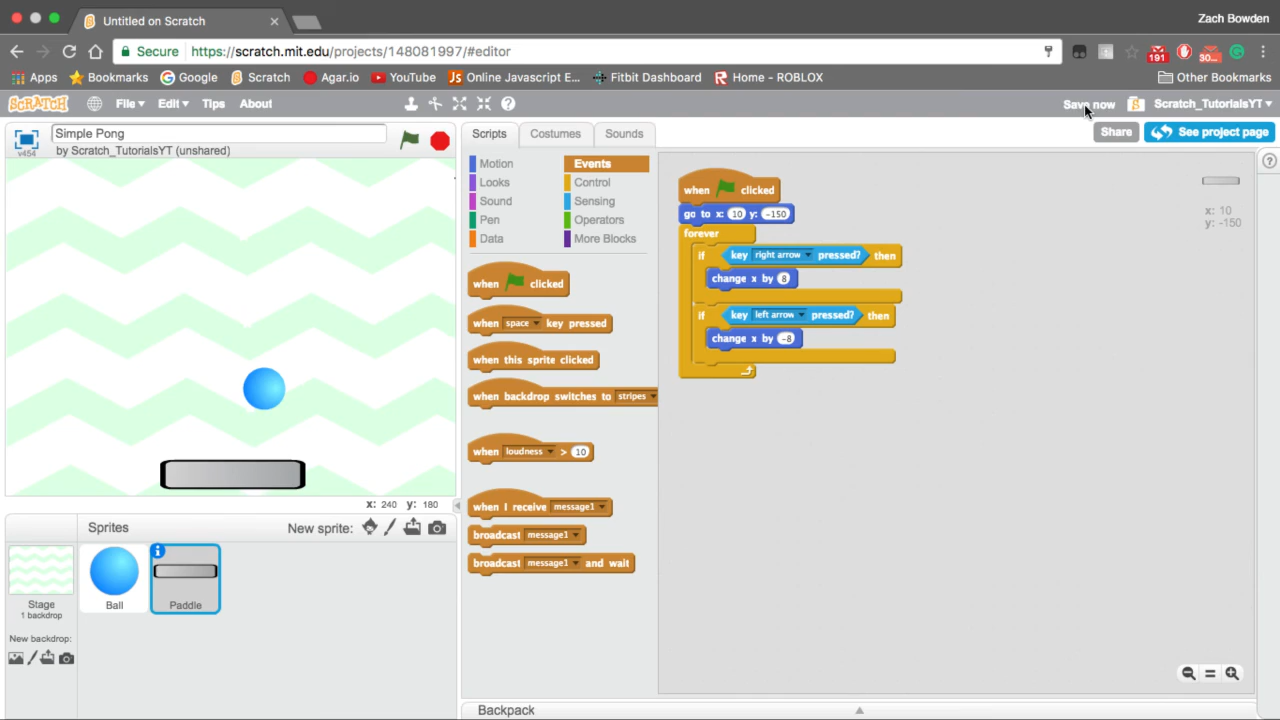 Untitled on Scratch
Zach Bowden
Secure
https://scratch.mit.edu/projects/148081997/#editor
191
30...
Apps
Bookmarks
Google
Scratch
Agar.io
YouTube
Online Javascript E...
Fitbit Dashboard
Home - ROBLOX
Other Bookmarks
SCRATCH
File
Edit
Tips
About
Save now
Scratch_TutorialsYT
v454
Simple Pong
by Scratch_TutorialsYT (unshared)
Scripts
Costumes
Sounds
Share
See project page
Motion
Events
Looks
Control
Sound
Sensing
Pen
Operators
Data
More Blocks
when clicked
when space key pressed
when this sprite clicked
when backdrop switches to stripes
when loudness > 10
when I receive message1
broadcast message1
broadcast message1 and wait
when clicked
go to x: 10 y: -150
forever
if key right arrow pressed? then
change x by 8
if key left arrow pressed? then
change x by -8
x: 10
y: -150
x: 240 y: 180
Sprites
New sprite:
Stage
1 backdrop
New backdrop:
Ball
Paddle
Backpack